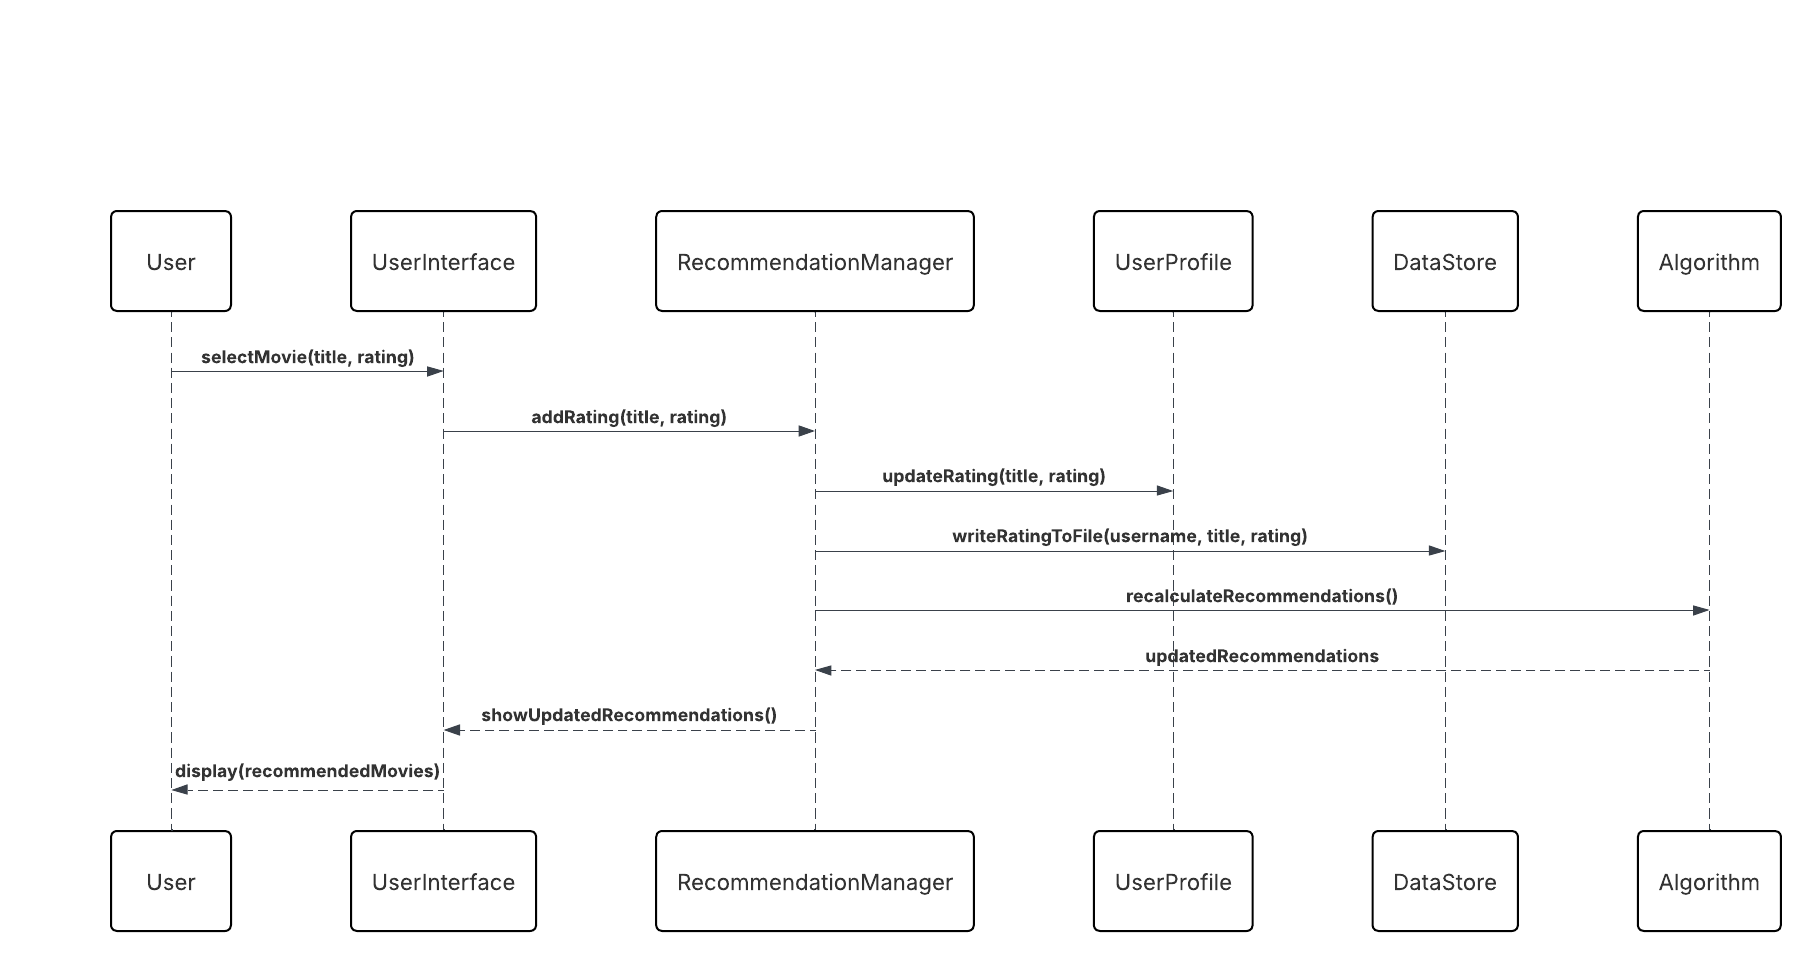 User
UserInterface
RecommendationManager
UserProfile
DataStore
Algorithm
selectMovie(title, rating)
addRating(title, rating)
updateRating(title, rating)
writeRatingToFile(username, title, rating)
recalculateRecommendations()
updatedRecommendations
showUpdatedRecommendations()
display(recommendedMovies)
User
UserInterface
RecommendationManager
UserProfile
DataStore
Algorithm